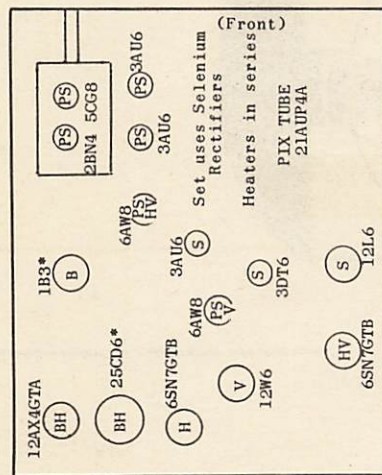 (Front)
PS
PS
2BN4
5CG8
PS
3AU6
PS
3AU6
Set uses Selenium
Rectifiers
Heaters in series
PIX TUBE
21AUP4A
6AW8
PS
HV
1B3*
B
3AU6
S
3DT6
S
12L6
S
6AW8
PS
V
12AX4GTA
BH
25CD6*
BH
6SN7GTB
H
12W6
V
6SN7GTB
HV